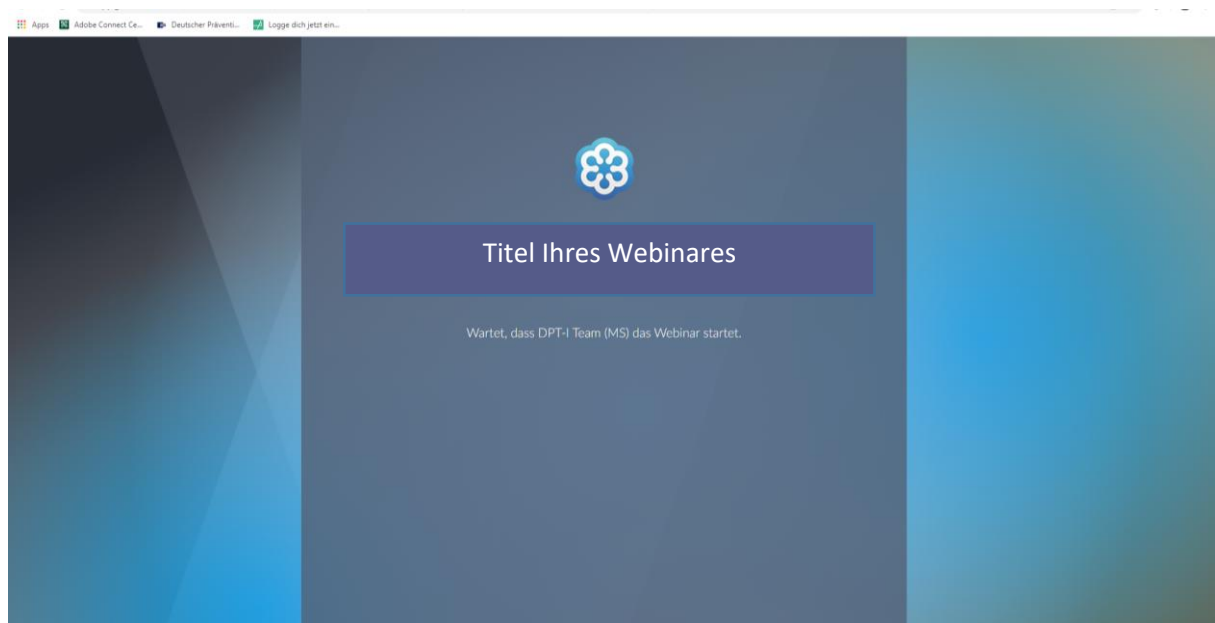 Apps Adobe Connect Ce... Deutscher Präventi... Logge dich jetzt ein...
Titel Ihres Webinares
Wartet, dass DPT-I Team (MS) das Webinar startet.